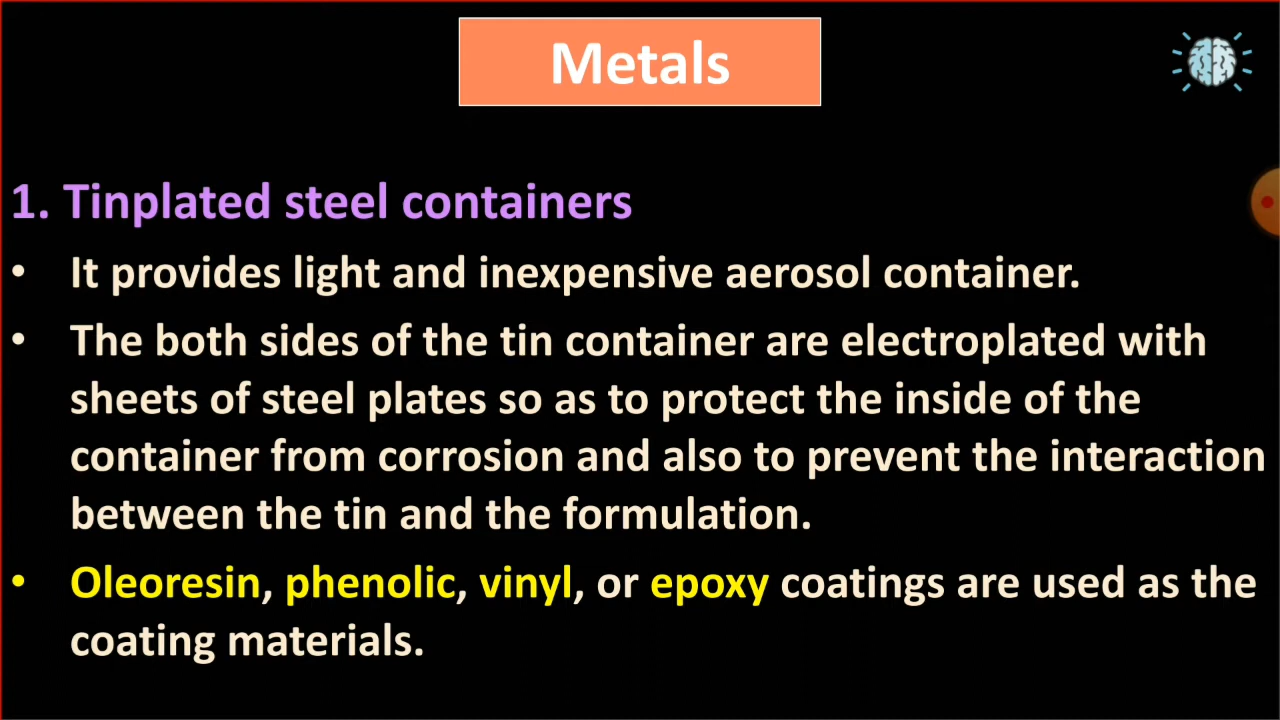 Metals
1. Tinplated steel containers
• It provides light and inexpensive aerosol container.
• The both sides of the tin container are electroplated with
sheets of steel plates so as to protect the inside of the
container from corrosion and also to prevent the interaction
between the tin and the formulation.
• Oleoresin, phenolic, vinyl, or epoxy coatings are used as the
coating materials.